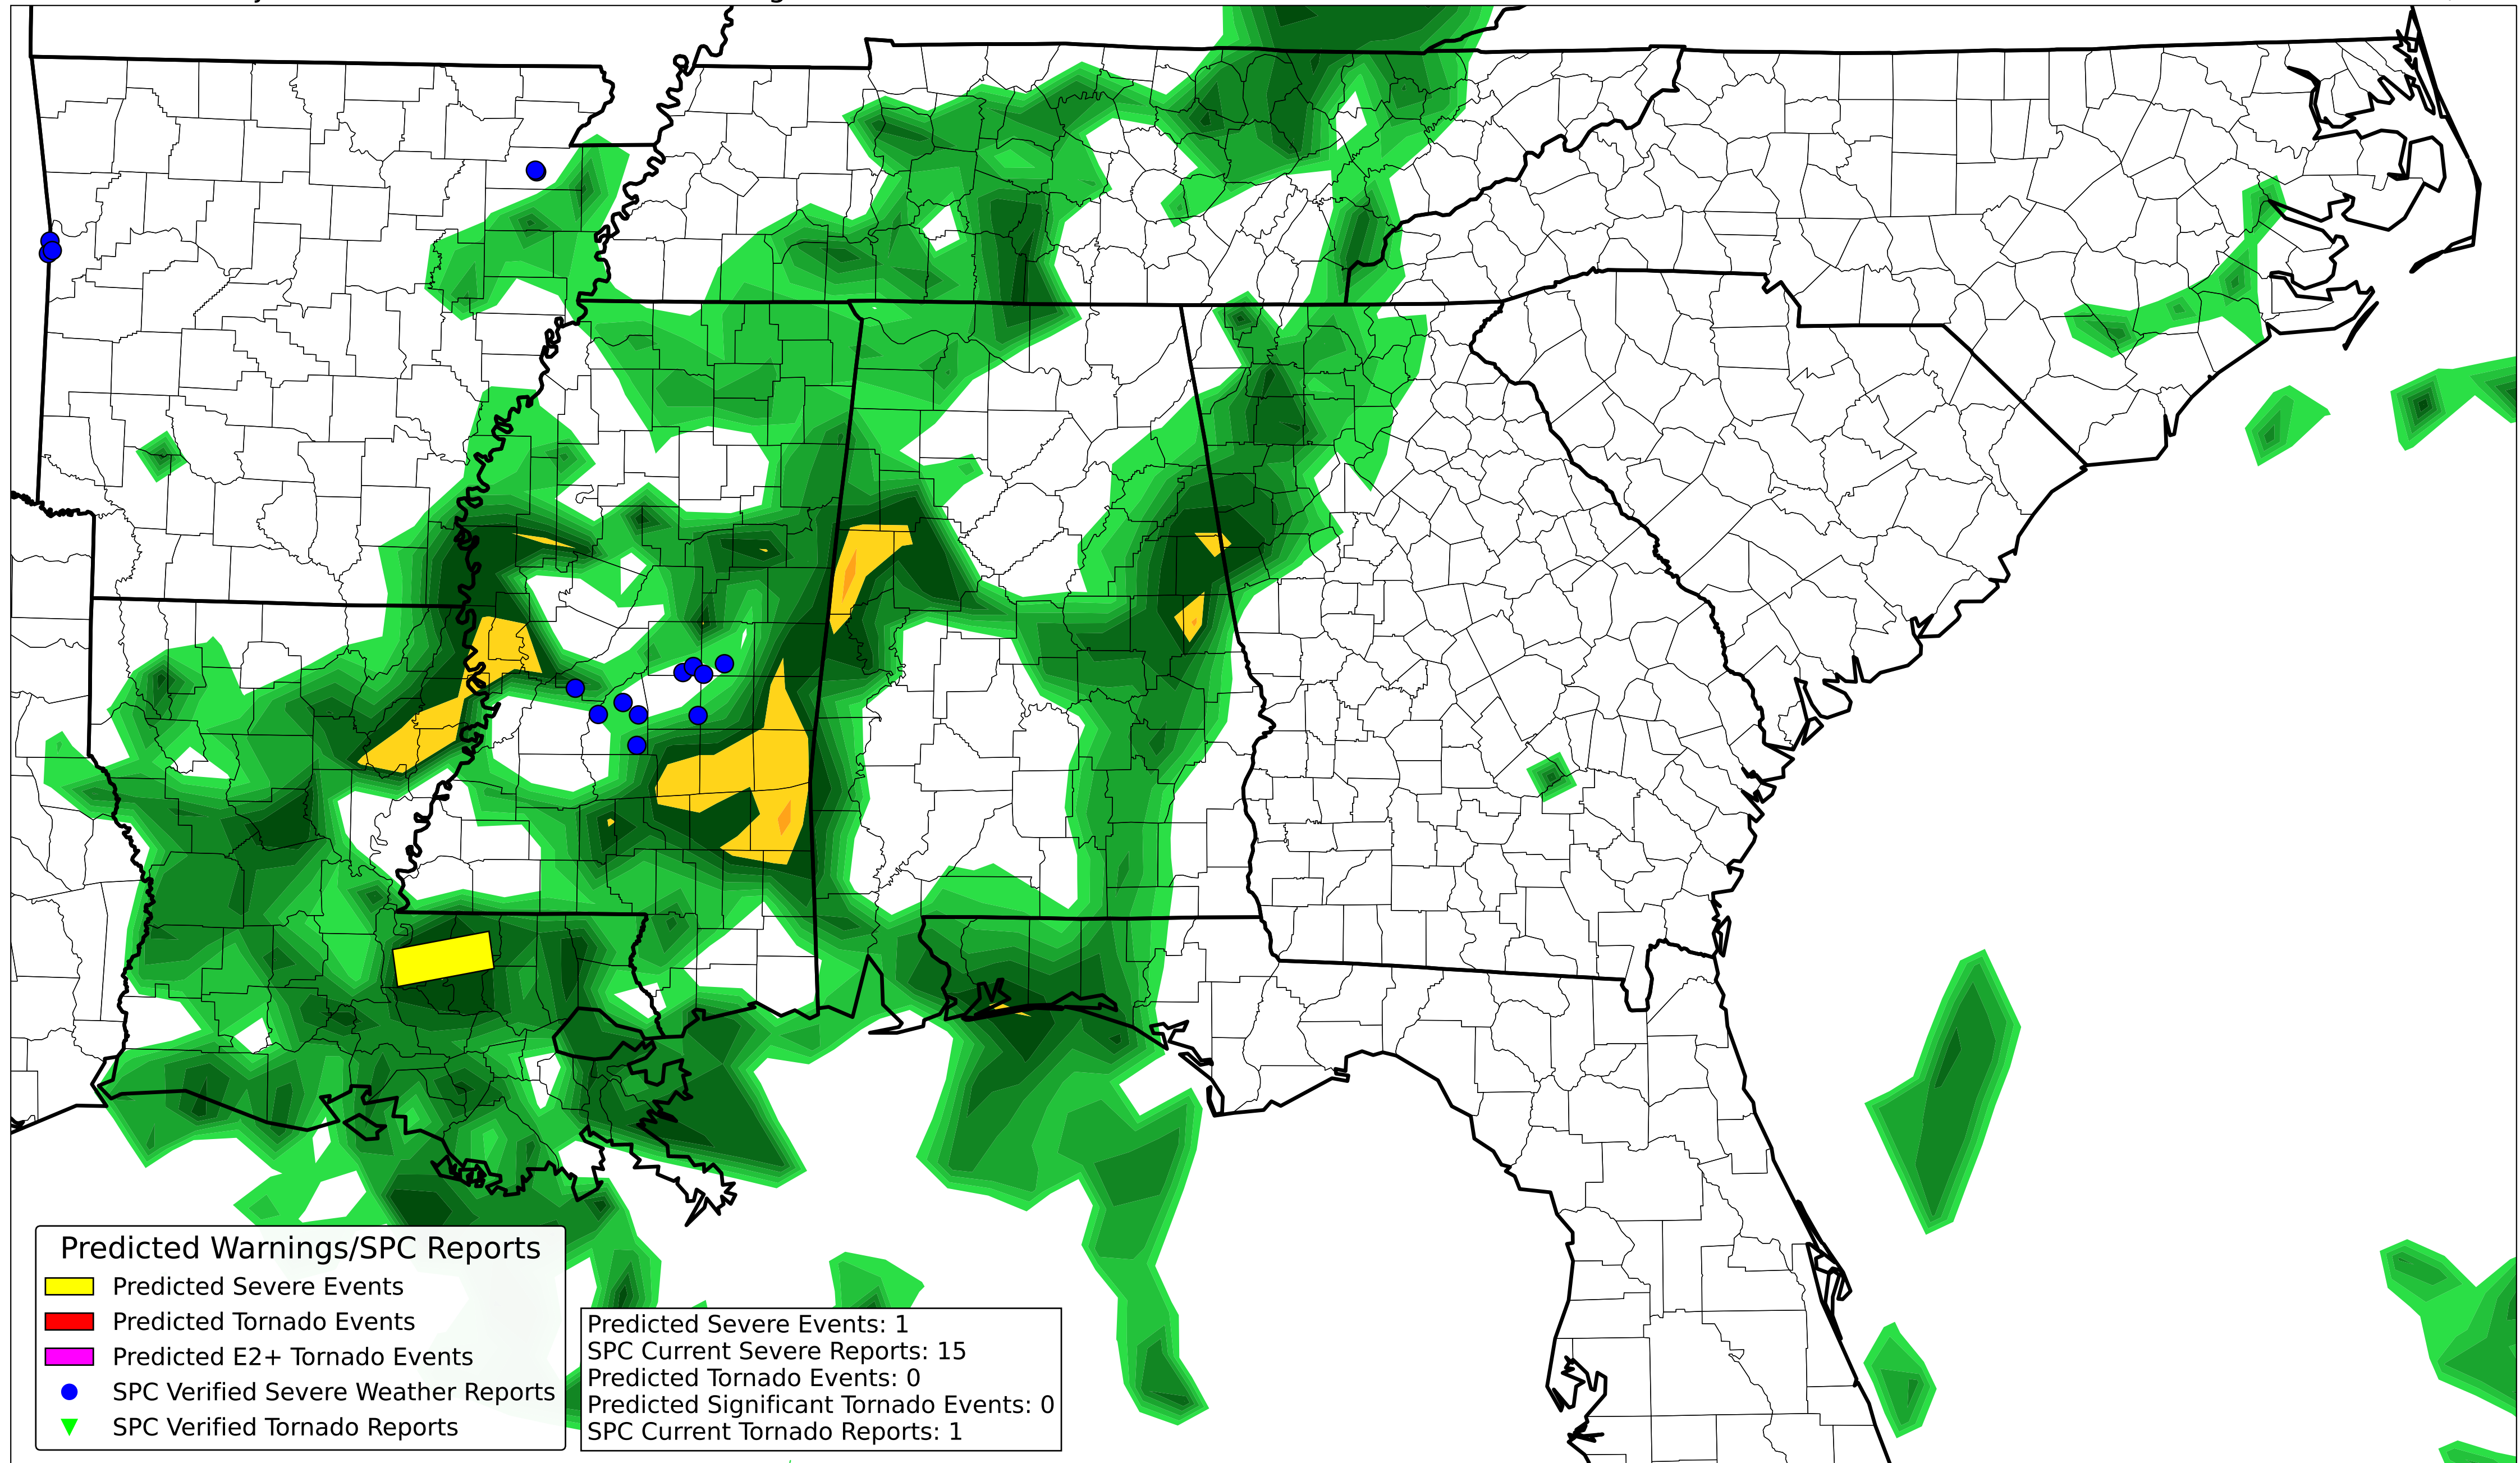 Predicted Warnings/SPC Reports
Predicted Severe Events
Predicted Tornado Events
Predicted E2+ Tornado Events
SPC Verified Severe Weather Reports
SPC Verified Tornado Reports
Predicted Severe Events: 1
SPC Current Severe Reports: 15
Predicted Tornado Events: 0
Predicted Significant Tornado Events: 0
SPC Current Tornado Reports: 1